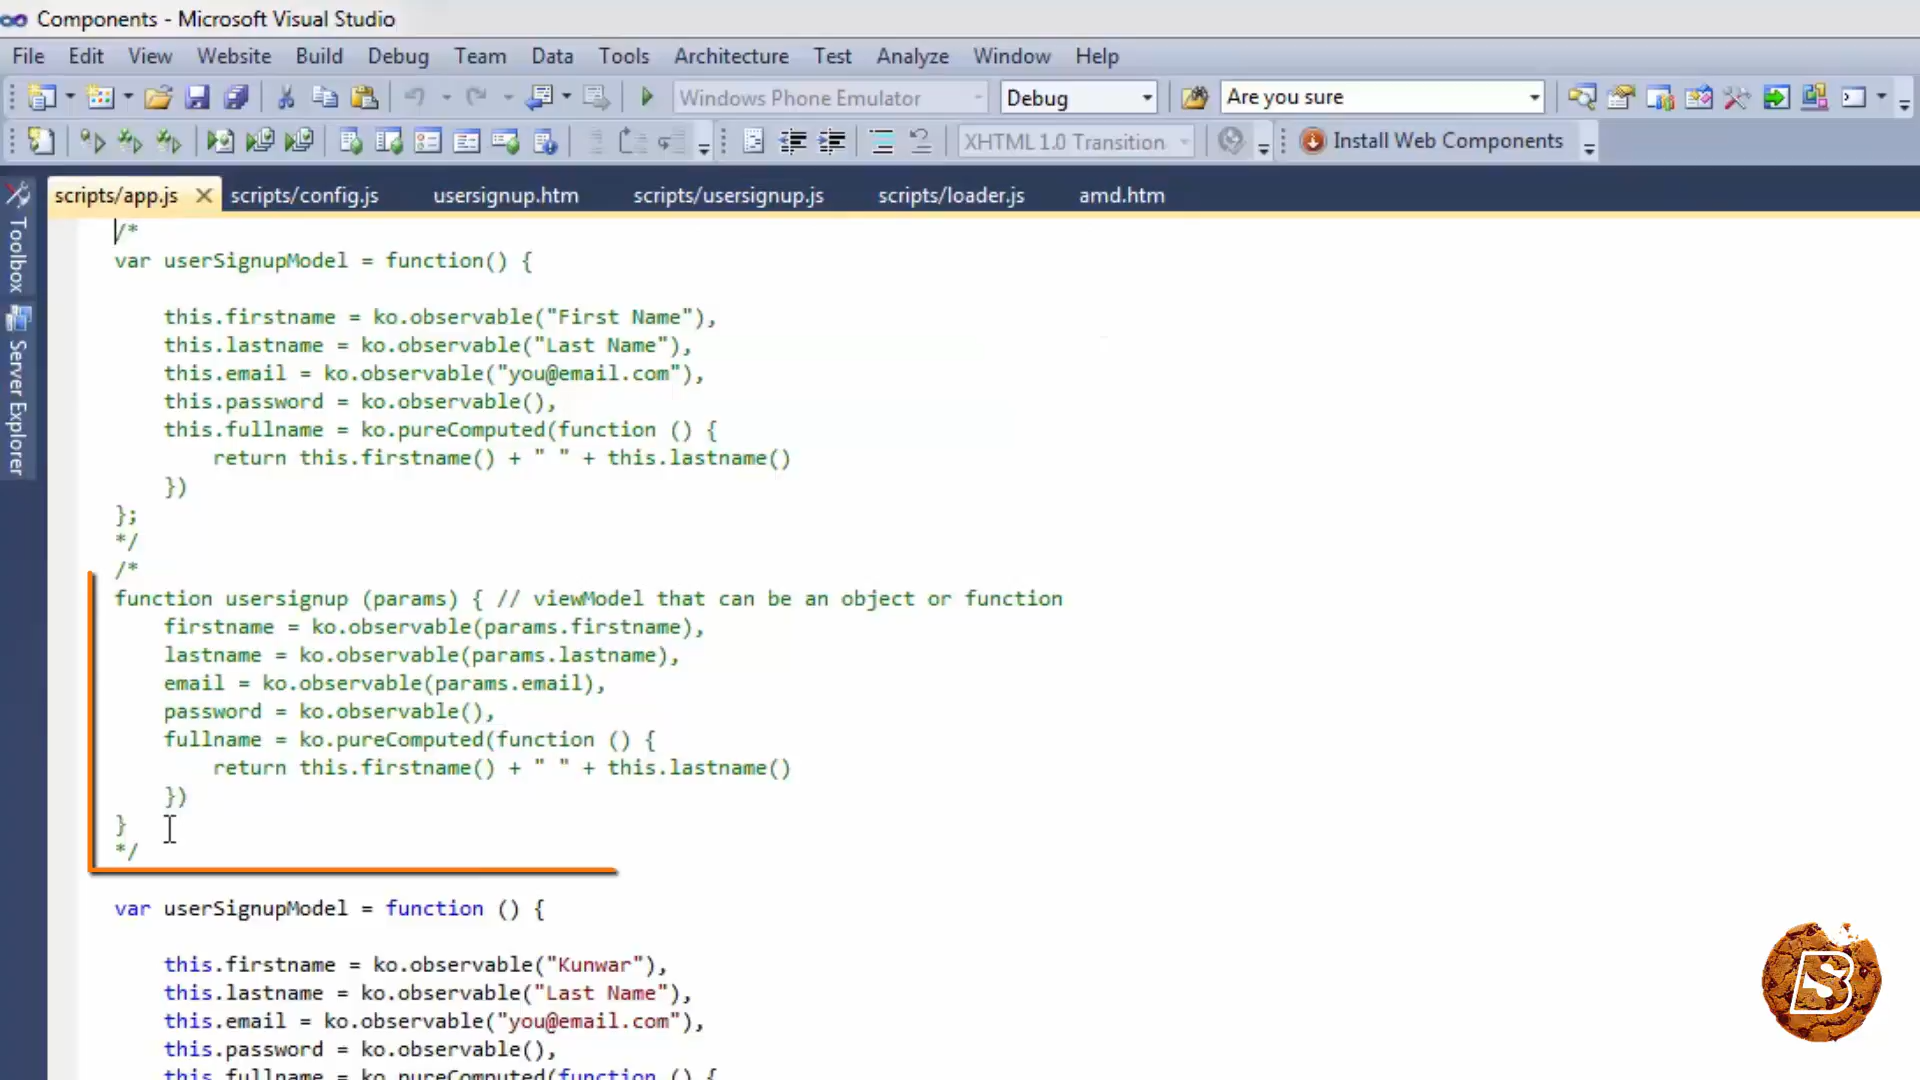 Components - Microsoft Visual Studio
File Edit View Website Build Debug Team Data Tools Architecture Test Analyze Window Help
Windows Phone Emulator Debug Are you sure
XHTML 1.0 Transition Install Web Components
scripts/app.js scripts/config.js usersignup.htm scripts/usersignup.js scripts/loader.js amd.htm
Toolbox
Server Explorer
/*
var userSignupModel = function() {
this.firstname = ko.observable("First Name"),
this.lastname = ko.observable("Last Name"),
this.email = ko.observable("you@email.com"),
this.password = ko.observable(),
this.fullname = ko.pureComputed(function () {
return this.firstname() + " " + this.lastname()
})
};
*/
/*
function usersignup (params) { // viewModel that can be an object or function
firstname = ko.observable(params.firstname),
lastname = ko.observable(params.lastname),
email = ko.observable(params.email),
password = ko.observable(),
fullname = ko.pureComputed(function () {
return this.firstname() + " " + this.lastname()
})
}
*/
var userSignupModel = function () {
this.firstname = ko.observable("Kunwar"),
this.lastname = ko.observable("Last Name"),
this.email = ko.observable("you@email.com"),
this.password = ko.observable(),
this.fullname = ko.pureComputed(function () {